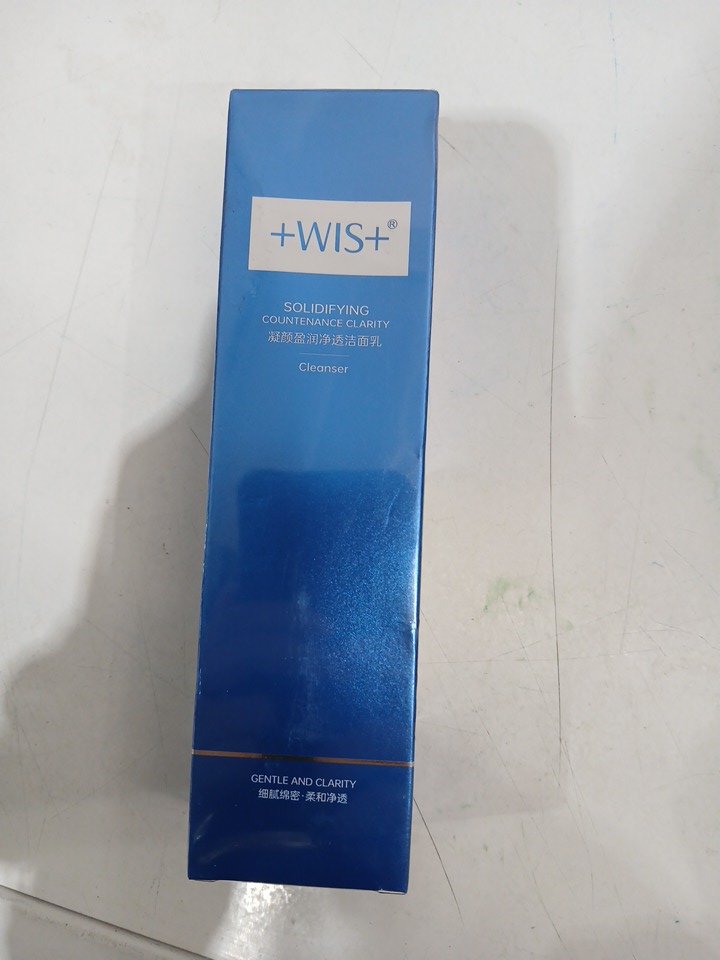 +WIS+®
SOLIDIFYING
COUNTENANCE CLARITY
凝颜盈润净透洁面乳
Cleanser
GENTLE AND CLARITY
细腻绵密·柔和净透